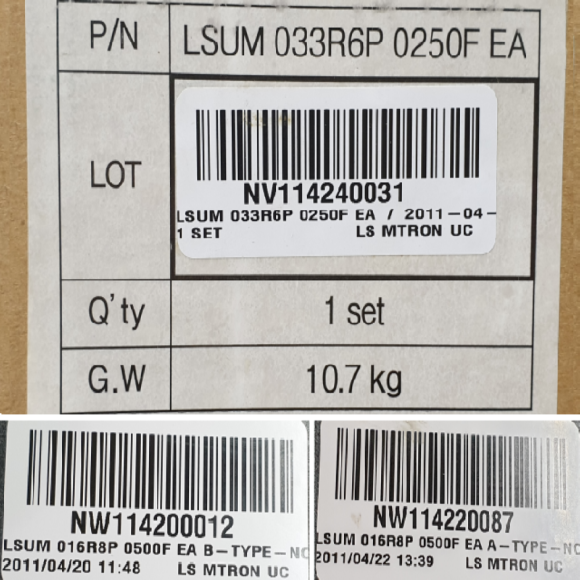 P/N LSUM 033R6P 0250F EA
LOT
NV114240031
LSUM 033R6P 0250F EA / 2011-04-
1 SET LS MTRON UC
Q'ty 1 set
G.W 10.7 kg
NW114200012
LSUM 016R8P 0500F EA B-TYPE-NC
2011/04/20 11:48 LS MTRON UC
NW114220087
LSUM 016R8P 0500F EA A-TYPE-NC
2011/04/22 13:39 LS MTRON UC